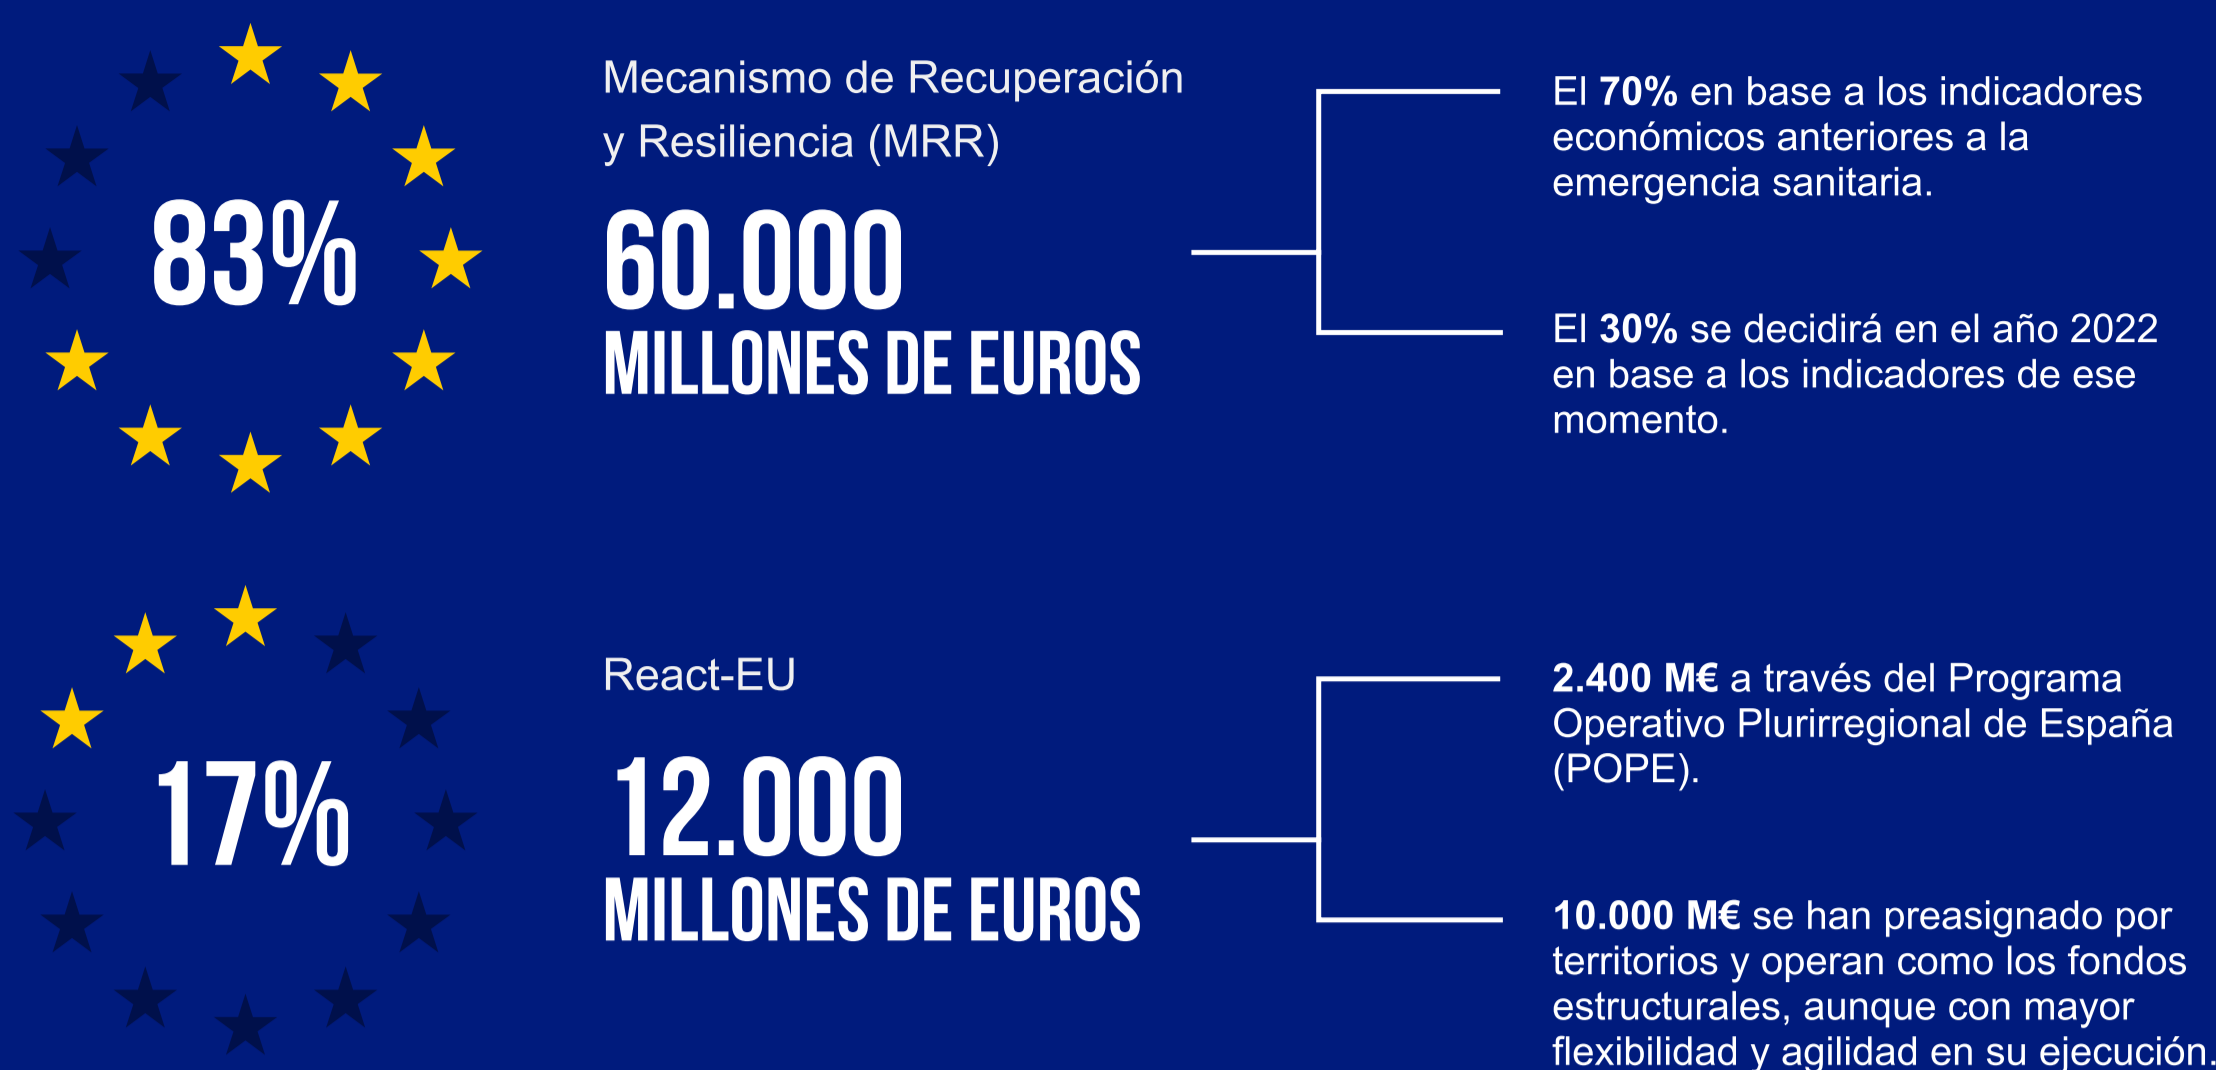 83%
Mecanismo de Recuperación
y Resiliencia (MRR)
60.000
MILLONES DE EUROS
El 70% en base a los indicadores
económicos anteriores a la
emergencia sanitaria.
El 30% se decidirá en el año 2022
en base a los indicadores de ese
momento.
17%
React-EU
12.000
MILLONES DE EUROS
2.400 M€ a través del Programa
Operativo Plurirregional de España
(POPE).
10.000 M€ se han preasignado por
territorios y operan como los fondos
estructurales, aunque con mayor
flexibilidad y agilidad en su ejecución.